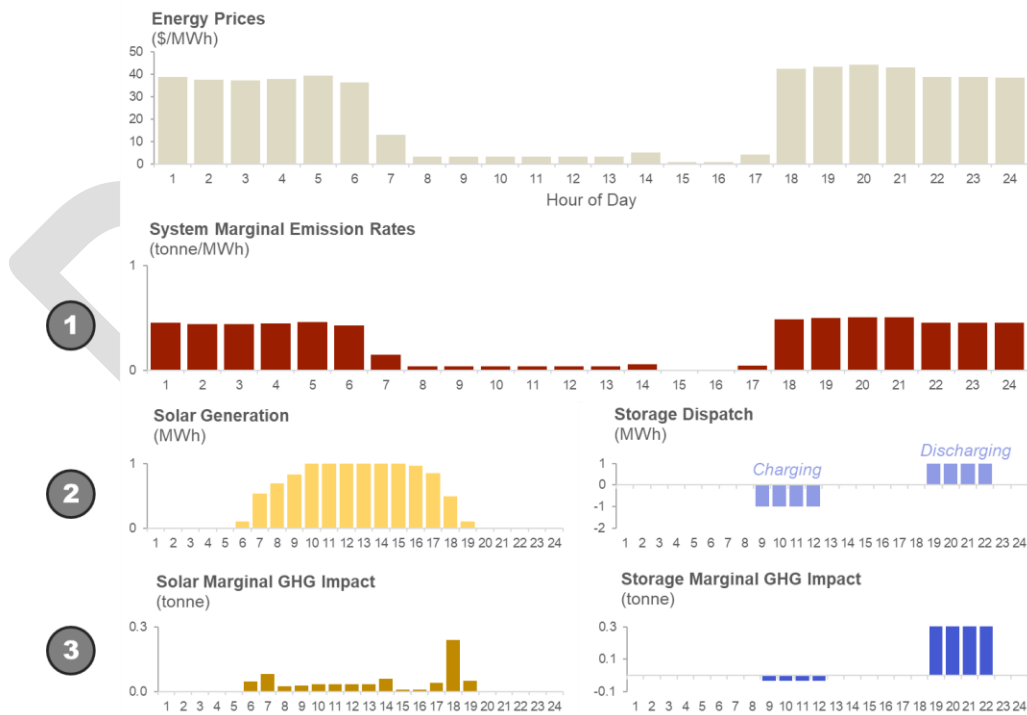 Energy Prices
($/MWh)
50
40
30
20
10
0
1 2 3 4 5 6 7 8 9 10 11 12 13 14 15 16 17 18 19 20 21 22 23 24
Hour of Day
System Marginal Emission Rates
(tonne/MWh)
1
0
1 2 3 4 5 6 7 8 9 10 11 12 13 14 15 16 17 18 19 20 21 22 23 24
1
Solar Generation
(MWh)
1
0
1 2 3 4 5 6 7 8 9 10 11 12 13 14 15 16 17 18 19 20 21 22 23 24
Storage Dispatch
(MWh)
Discharging
Charging
1
0
-1
-2
1 2 3 4 5 6 7 8 9 10 11 12 13 14 15 16 17 18 19 20 21 22 23 24
2
Solar Marginal GHG Impact
(tonne)
0.3
0.0
1 2 3 4 5 6 7 8 9 10 11 12 13 14 15 16 17 18 19 20 21 22 23 24
Storage Marginal GHG Impact
(tonne)
0.3
0.1
-0.1
1 2 3 4 5 6 7 8 9 10 11 12 13 14 15 16 17 18 19 20 21 22 23 24
3